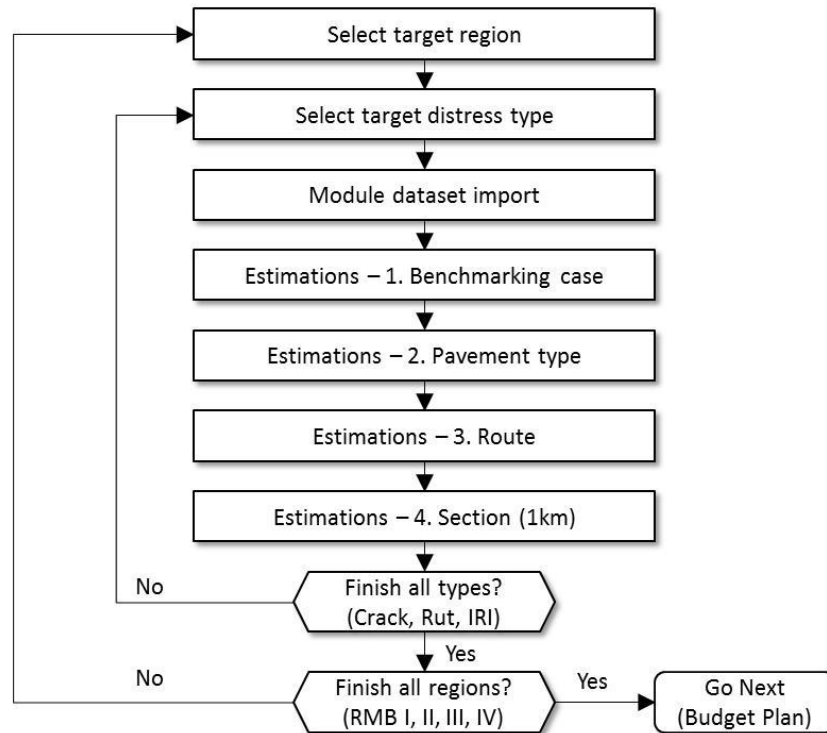 Select target region
Select target distress type
Module dataset import
Estimations – 1. Benchmarking case
Estimations – 2. Pavement type
Estimations – 3. Route
Estimations – 4. Section (1km)
No
Finish all types?
(Crack, Rut, IRI)
Yes
No
Finish all regions?
(RMB I, II, III, IV)
Yes
Go Next
(Budget Plan)